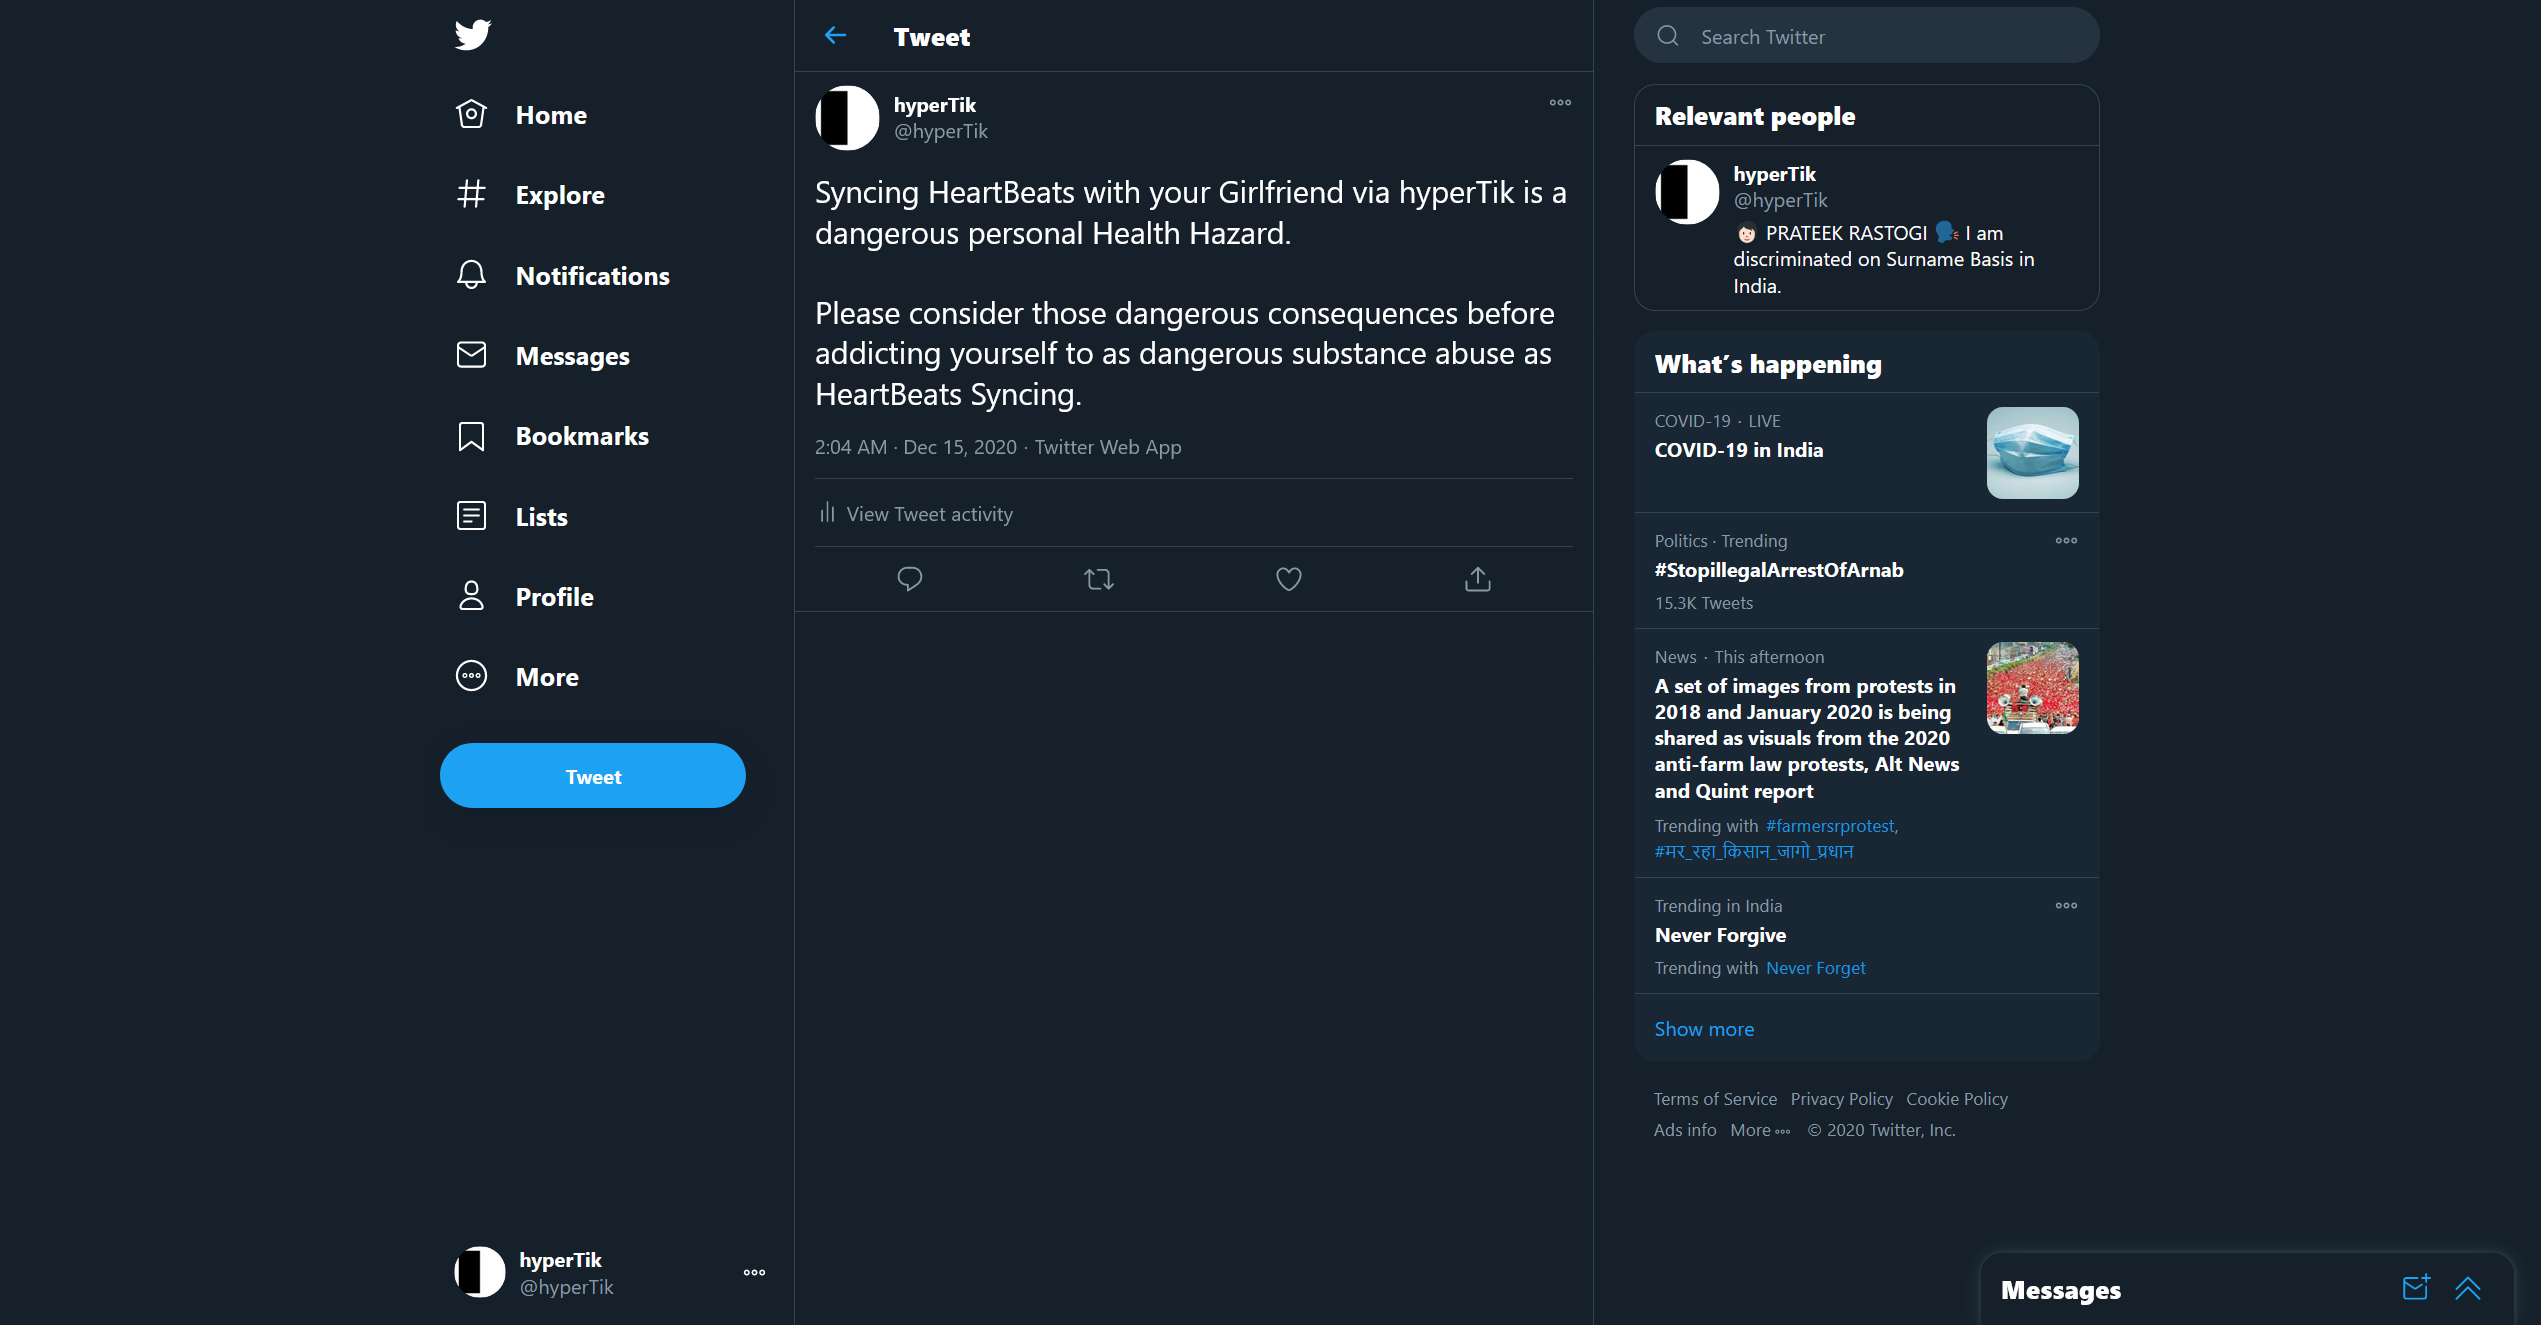 Home
Explore
Notifications
Messages
Bookmarks
Lists
Profile
More
Tweet
hyperTik
@hyperTik
Tweet
hyperTik
@hyperTik
Syncing HeartBeats with your Girlfriend via hyperTik is a
dangerous personal Health Hazard.
Please consider those dangerous consequences before
addicting yourself to as dangerous substance abuse as
HeartBeats Syncing.
2:04 AM · Dec 15, 2020 · Twitter Web App
View Tweet activity
Search Twitter
Relevant people
hyperTik
@hyperTik
PRATEEK RASTOGI I am
discriminated on Surname Basis in
India.
What's happening
COVID-19 · LIVE
COVID-19 in India
Politics · Trending
#StopillegalArrestOfArnab
15.3K Tweets
News · This afternoon
A set of images from protests in
2018 and January 2020 is being
shared as visuals from the 2020
anti-farm law protests, Alt News
and Quint report
Trending with #farmersrprotest,
#मर_रहा_किसान_जागो_प्रधान
Trending in India
Never Forgive
Trending with Never Forget
Show more
Terms of Service Privacy Policy Cookie Policy
Ads info More © 2020 Twitter, Inc.
Messages